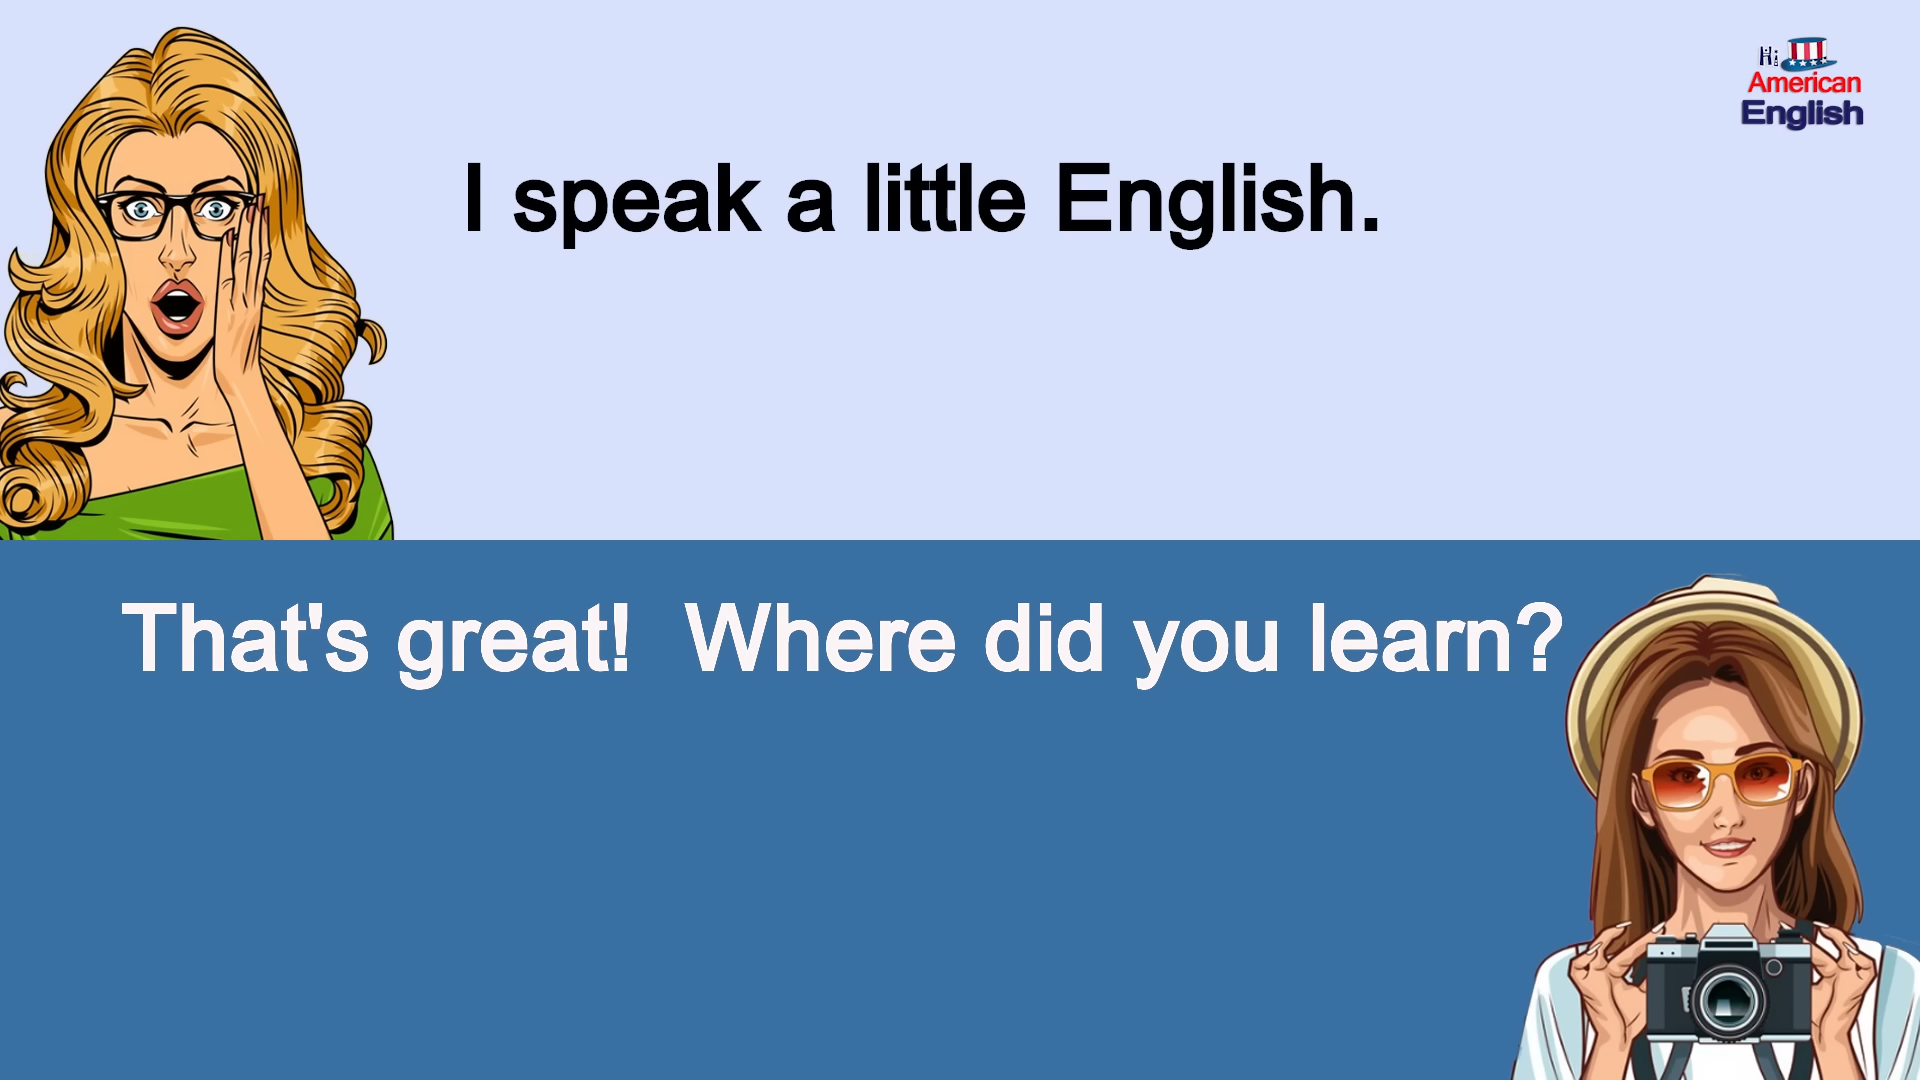 Hi
American
English
I speak a little English.
That's great!  Where did you learn?